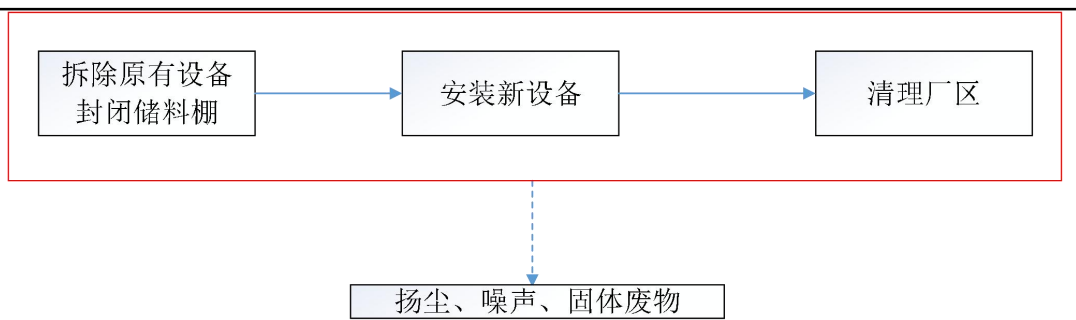 拆除原有设备
封闭储料棚
安装新设备
清理厂区
扬尘、噪声、固体废物